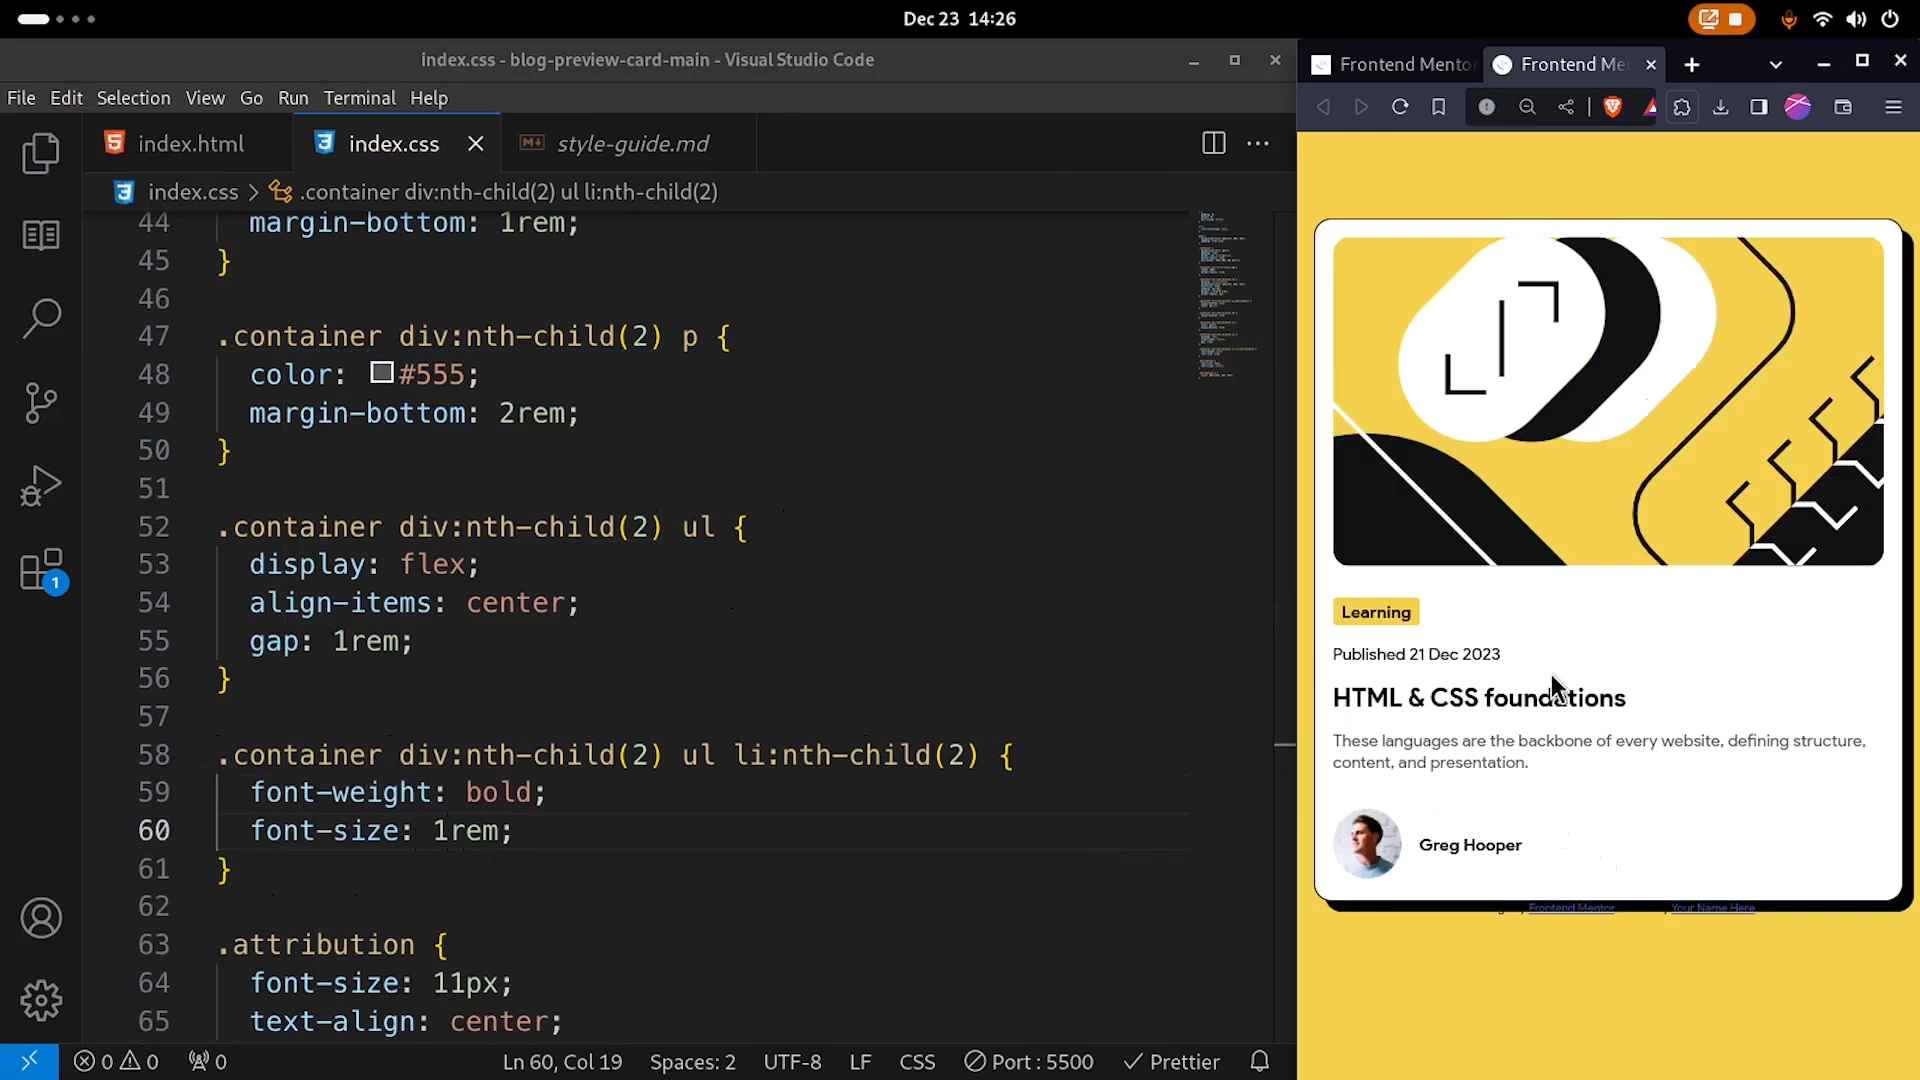 Dec 23 14:26
index.css - blog-preview-card-main - Visual Studio Code
File Edit Selection View Go Run Terminal Help
index.html index.css style-guide.md
index.css > .container div:nth-child(2) ul li:nth-child(2)
44 margin-bottom: 1rem;
45 }
46
47 .container div:nth-child(2) p {
48 color: #555;
49 margin-bottom: 2rem;
50 }
51
52 .container div:nth-child(2) ul {
53 display: flex;
54 align-items: center;
55 gap: 1rem;
56 }
57
58 .container div:nth-child(2) ul li:nth-child(2) {
59 font-weight: bold;
60 font-size: 1rem;
61 }
62
63 .attribution {
64 font-size: 11px;
65 text-align: center;
1
0 0 0 Ln 60, Col 19 Spaces: 2 UTF-8 LF CSS Port : 5500 Prettier
Frontend Mentor Frontend Me
Learning
Published 21 Dec 2023
HTML & CSS foundations
These languages are the backbone of every website, defining structure,
content, and presentation.
Greg Hooper
Frontend Mentor Your Name Here